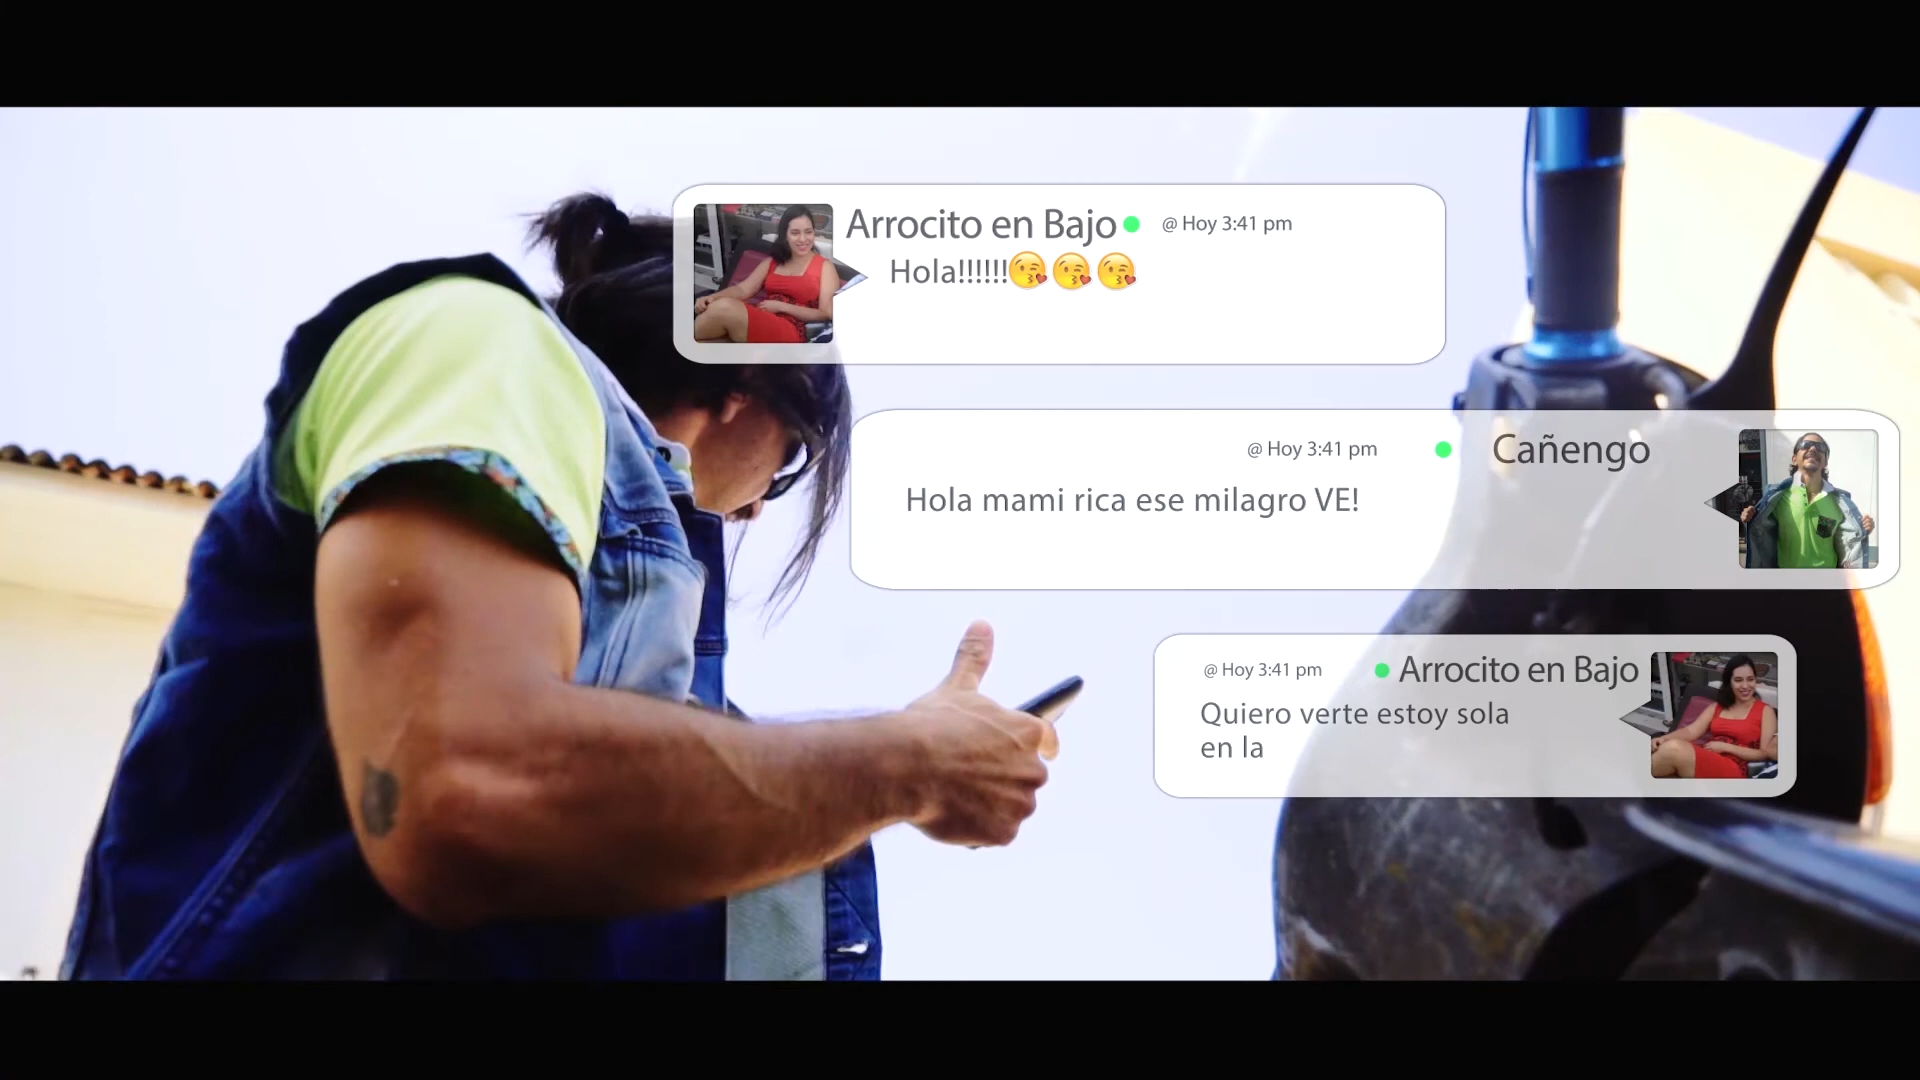 Arrocito en Bajo @ Hoy 3:41 pm
Hola!!!!!!😘😘😘
@ Hoy 3:41 pm Cañengo
Hola mami rica ese milagro VE!
@ Hoy 3:41 pm Arrocito en Bajo
Quiero verte estoy sola
en la